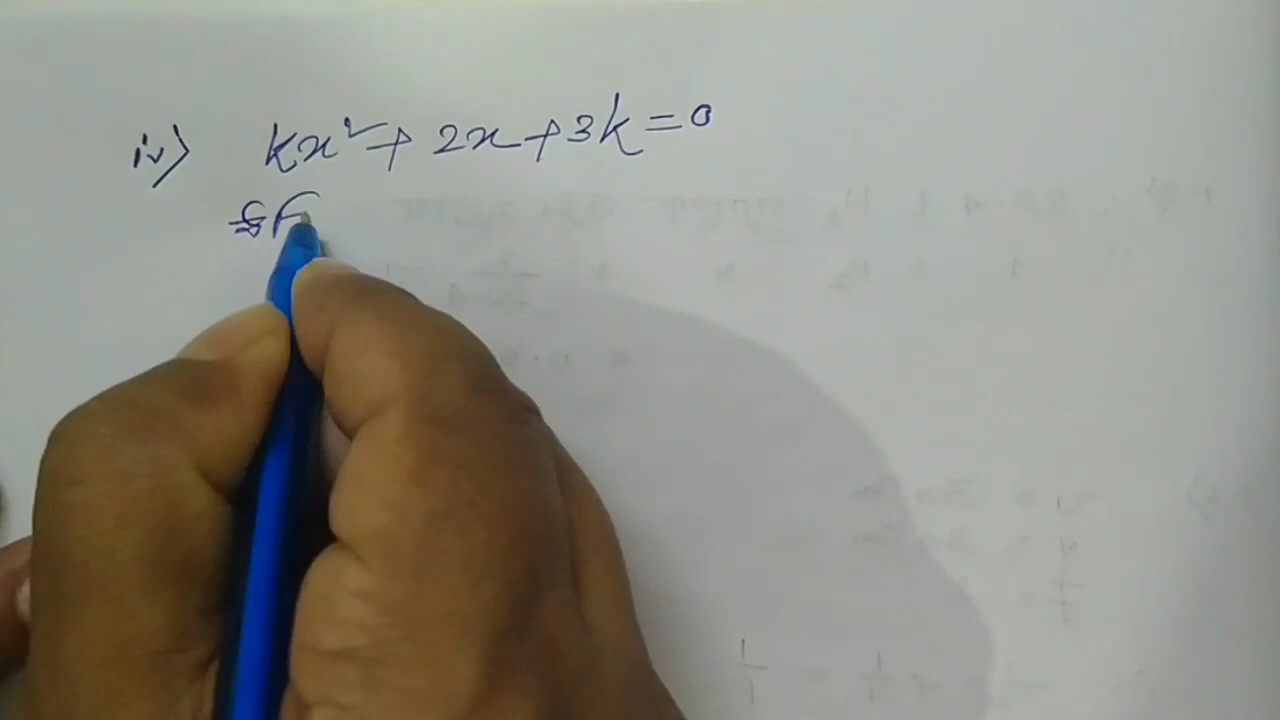 iv) kx² + 2x + 3k = 0